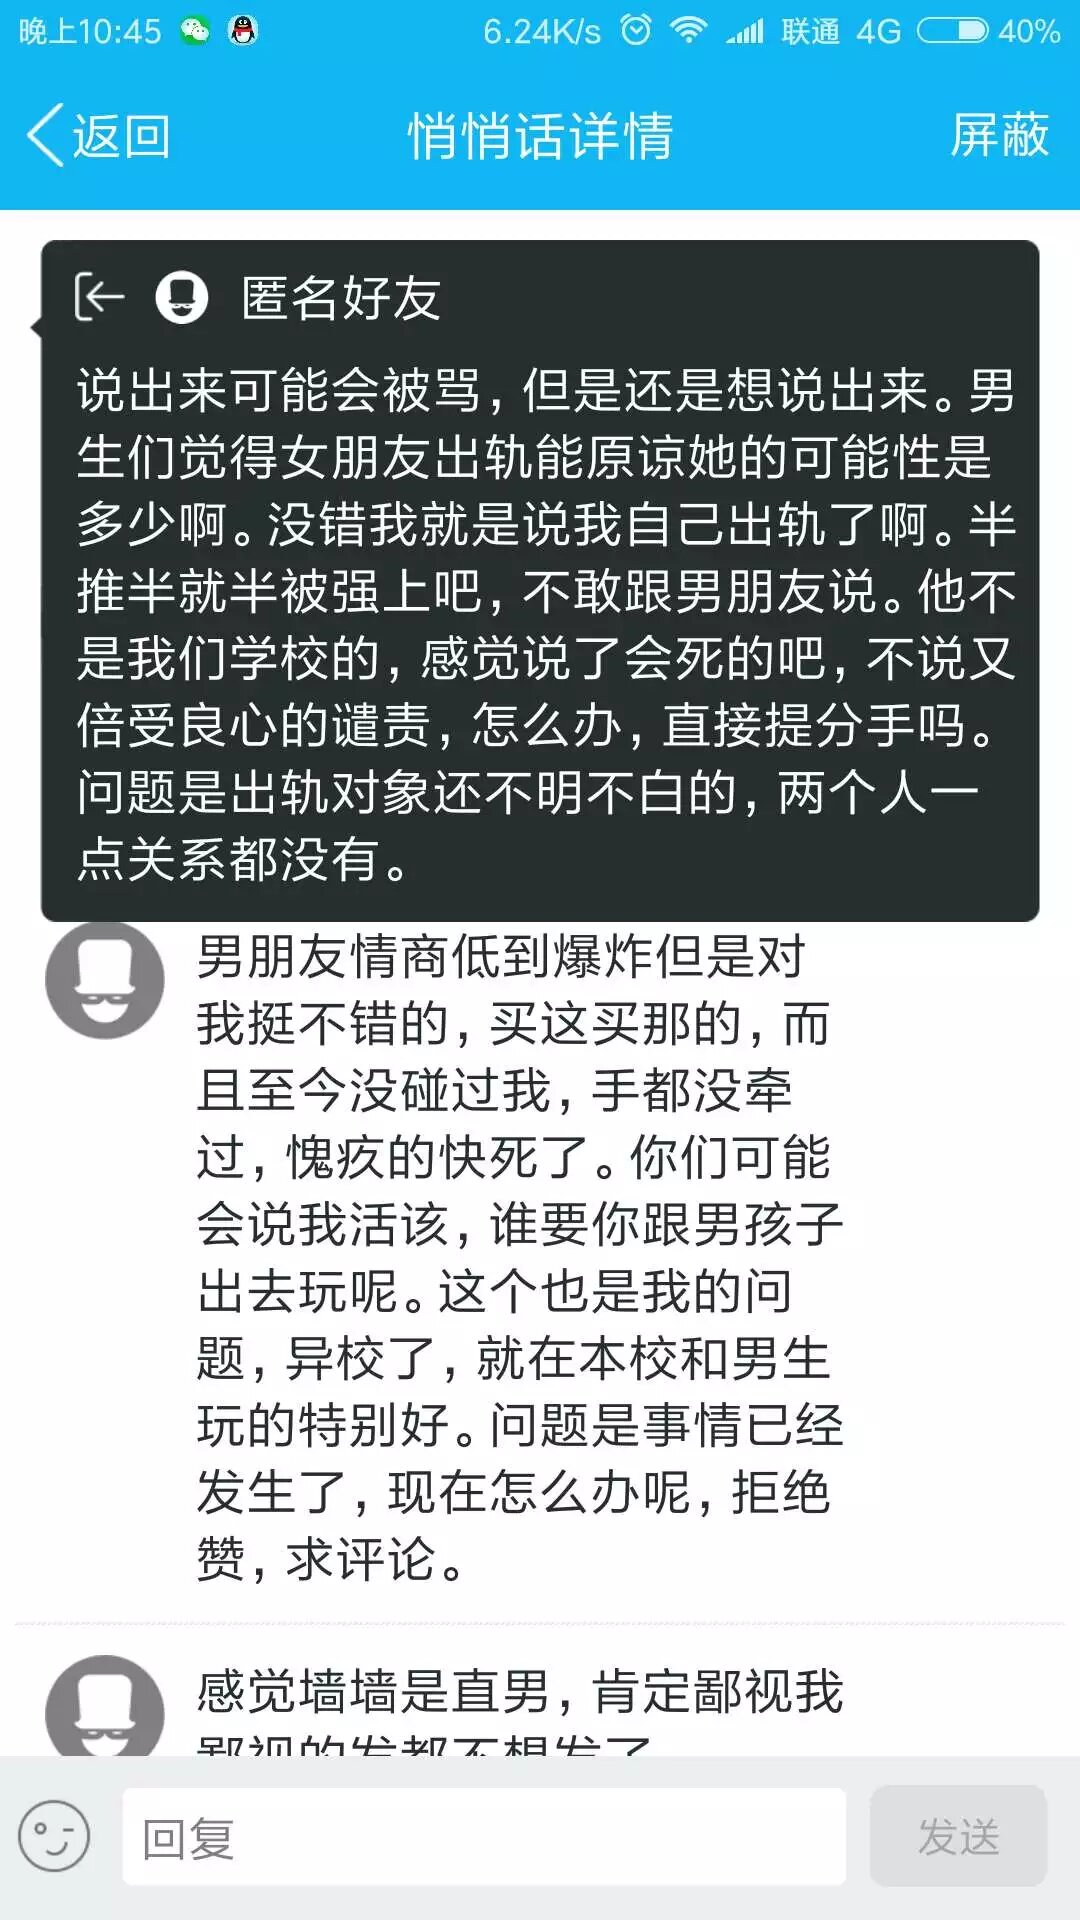 晚上10:45 6.24K/s 联通 4G 40%
返回 悄悄话详情 屏蔽
匿名好友
说出来可能会被骂，但是还是想说出来。男
生们觉得女朋友出轨能原谅她的可能性是
多少啊。没错我就是说我自己出轨了啊。半
推半就半被强上吧，不敢跟男朋友说。他不
是我们学校的，感觉说了会死的吧，不说又
倍受良心的谴责，怎么办，直接提分手吗。
问题是出轨对象还不明不白的，两个人一
点关系都没有。
男朋友情商低到爆炸但是对
我挺不错的，买这买那的，而
且至今没碰过我，手都没牵
过，愧疚的快死了。你们可能
会说我活该，谁要你跟男孩子
出去玩呢。这个也是我的问
题，异校了，就在本校和男生
玩的特别好。问题是事情已经
发生了，现在怎么办呢，拒绝
赞，求评论。
感觉墙墙是直男，肯定鄙视我
鄙视的发都不想发了
回复 发送